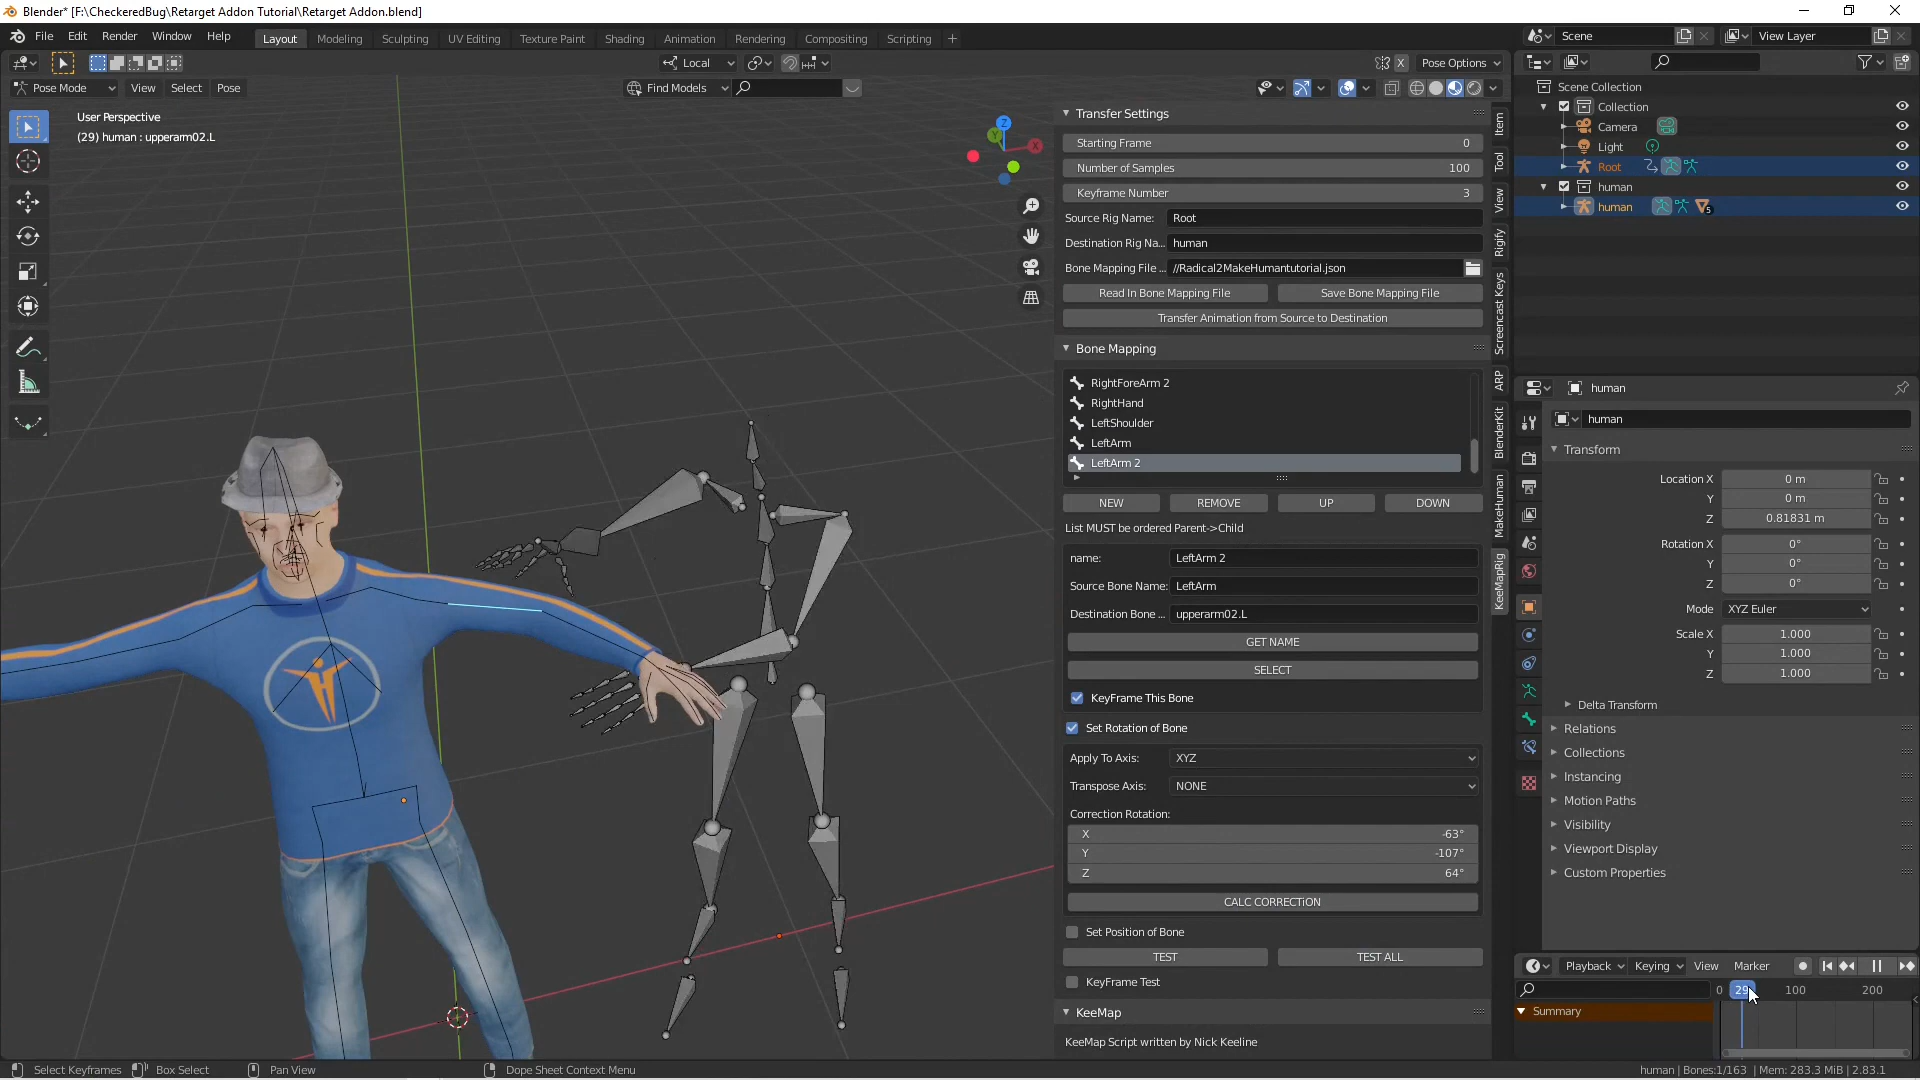 Blender* [F:\CheckeredBug\Retarget Addon Tutorial\Retarget Addon.blend]
File Edit Render Window Help Layout Modeling Sculpting UV Editing Texture Paint Shading Animation Rendering Compositing Scripting + Scene View Layer
Local X Pose Options
Pose Mode View Select Pose Find Models
User Perspective
(29) human : upperarm02.L
Z
Y
X
Transfer Settings
Starting Frame 0
Number of Samples 100
Keyframe Number 3
Source Rig Name: Root
Destination Rig Na... human
Bone Mapping File ... //Radical2MakeHumantutorial.json
Read In Bone Mapping File Save Bone Mapping File
Transfer Animation from Source to Destination
Bone Mapping
RightForeArm 2
RightHand
LeftShoulder
LeftArm
LeftArm 2
NEW REMOVE UP DOWN
List MUST be ordered Parent->Child
name: LeftArm 2
Source Bone Name: LeftArm
Destination Bone ... upperarm02.L
GET NAME
SELECT
KeyFrame This Bone
Set Rotation of Bone
Apply To Axis: XYZ
Transpose Axis: NONE
Correction Rotation:
X -63°
Y -107°
Z 64°
CALC CORRECTiON
Set Position of Bone
TEST TEST ALL
KeyFrame Test
KeeMap
KeeMap Script written by Nick Keeline
Item
Tool
View
Rigify
Screencast Keys
ARP
BlenderKit
MakeHuman
KeeMapRig
Scene Collection
Collection
Camera
Light
Root
human
human 5
human
human
Transform
Location X 0 m
Y 0 m
Z 0.81831 m
Rotation X 0°
Y 0°
Z 0°
Mode XYZ Euler
Scale X 1.000
Y 1.000
Z 1.000
Delta Transform
Relations
Collections
Instancing
Motion Paths
Visibility
Viewport Display
Custom Properties
Playback Keying View Marker
0 29 100 200
Summary
Select Keyframes Box Select Pan View Dope Sheet Context Menu human | Bones:1/163 | Mem: 283.3 MiB | 2.83.1